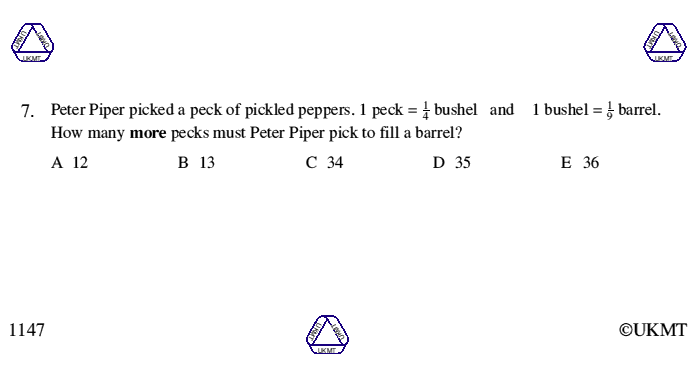 UKMT UKMT UKMT
UKMT UKMT UKMT
7. Peter Piper picked a peck of pickled peppers. 1 peck = 1/4 bushel and 1 bushel = 1/9 barrel.
How many more pecks must Peter Piper pick to fill a barrel?
A 12 B 13 C 34 D 35 E 36
1147
UKMT UKMT UKMT
©UKMT